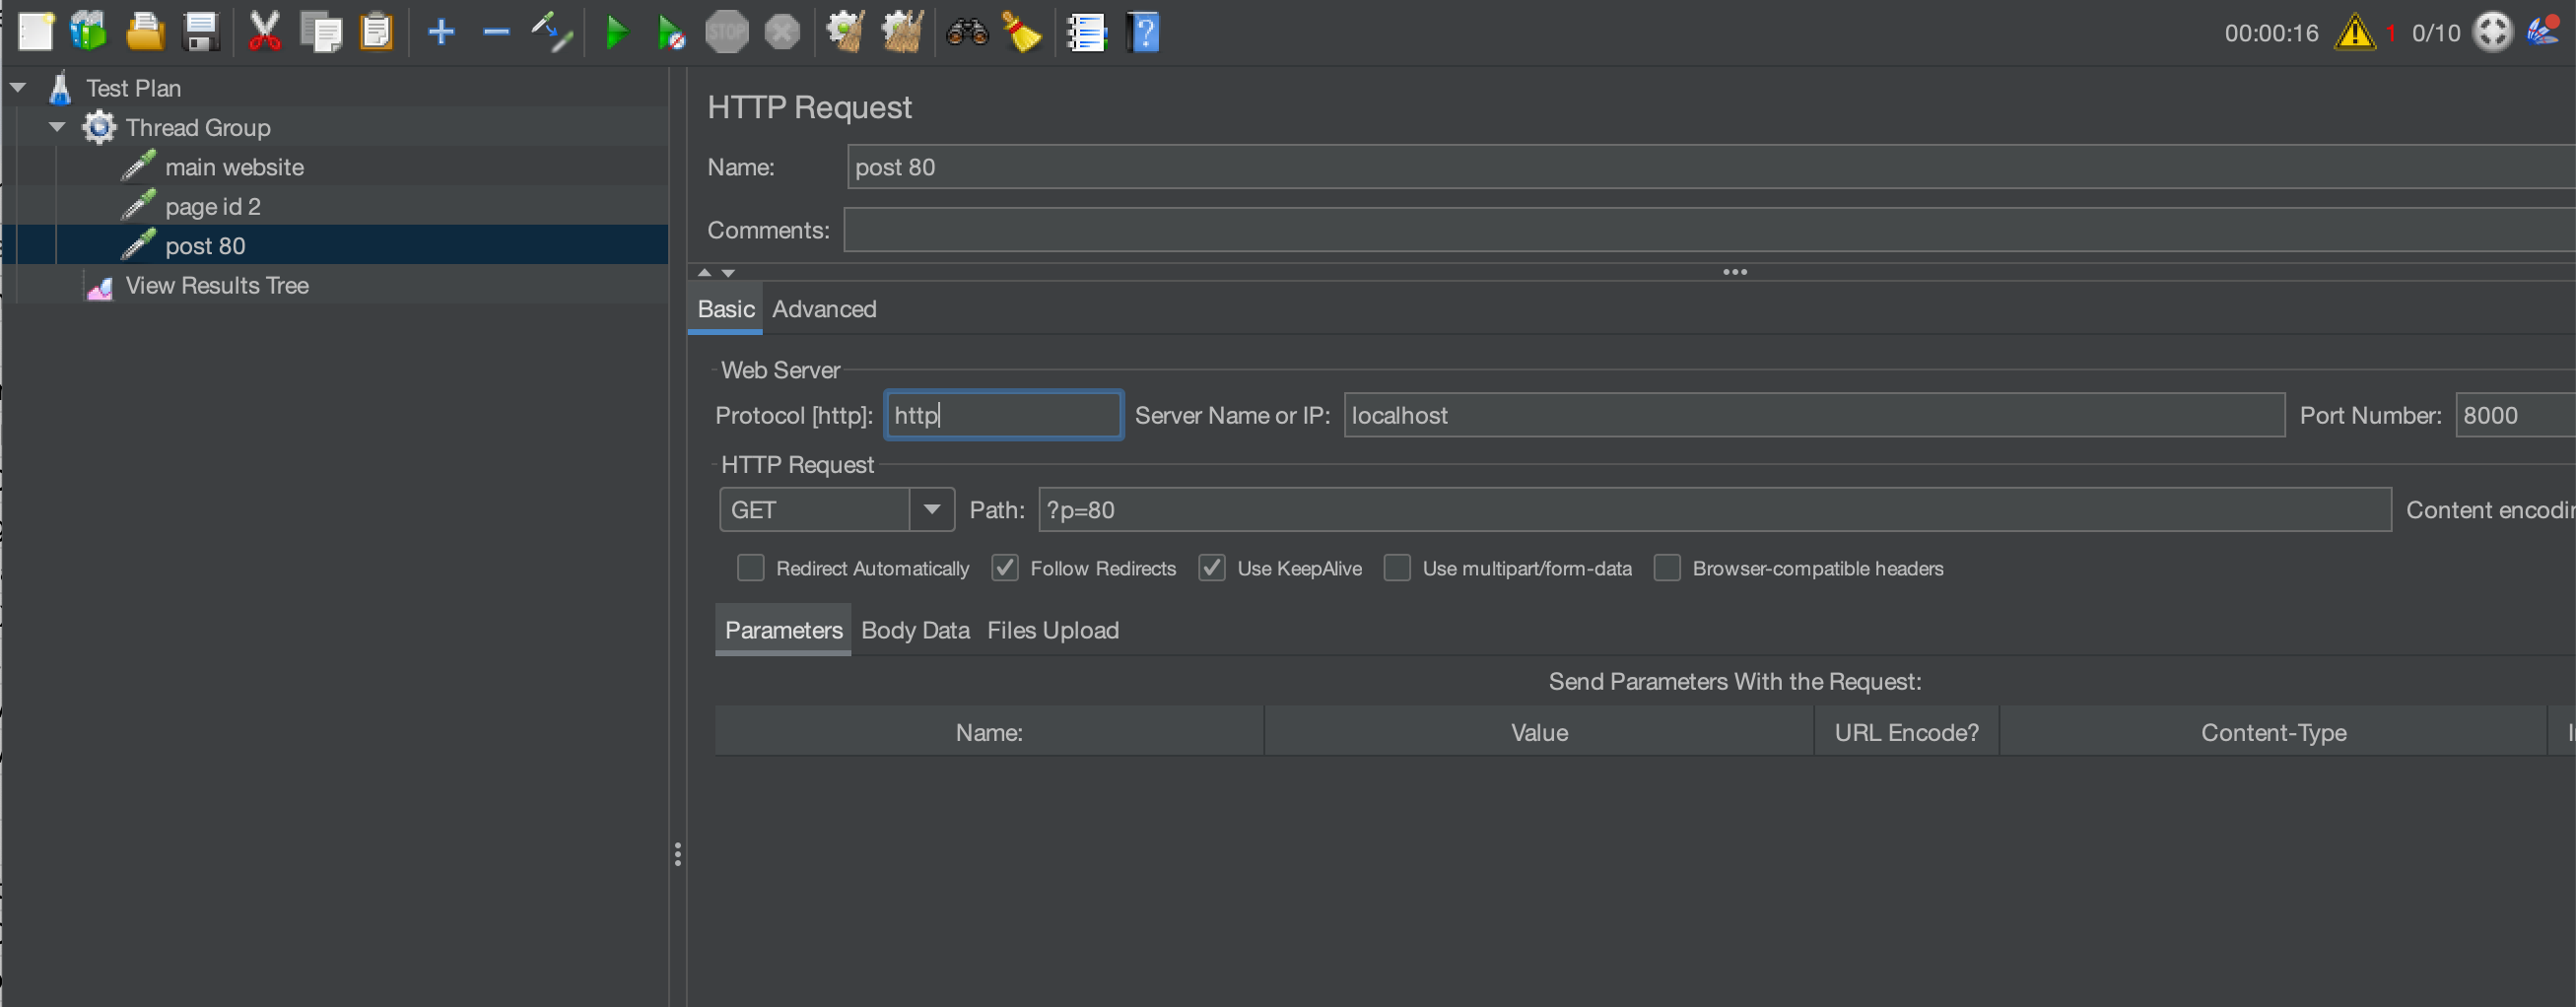 STOP
00:00:16 1 0/10
Test Plan
Thread Group
main website
page id 2
post 80
View Results Tree
HTTP Request
Name: post 80
Comments:
Basic Advanced
Web Server
Protocol [http]: http Server Name or IP: localhost Port Number: 8000
HTTP Request
GET Path: ?p=80 Content encodin
Redirect Automatically Follow Redirects Use KeepAlive Use multipart/form-data Browser-compatible headers
Parameters Body Data Files Upload
Send Parameters With the Request:
Name: Value URL Encode? Content-Type